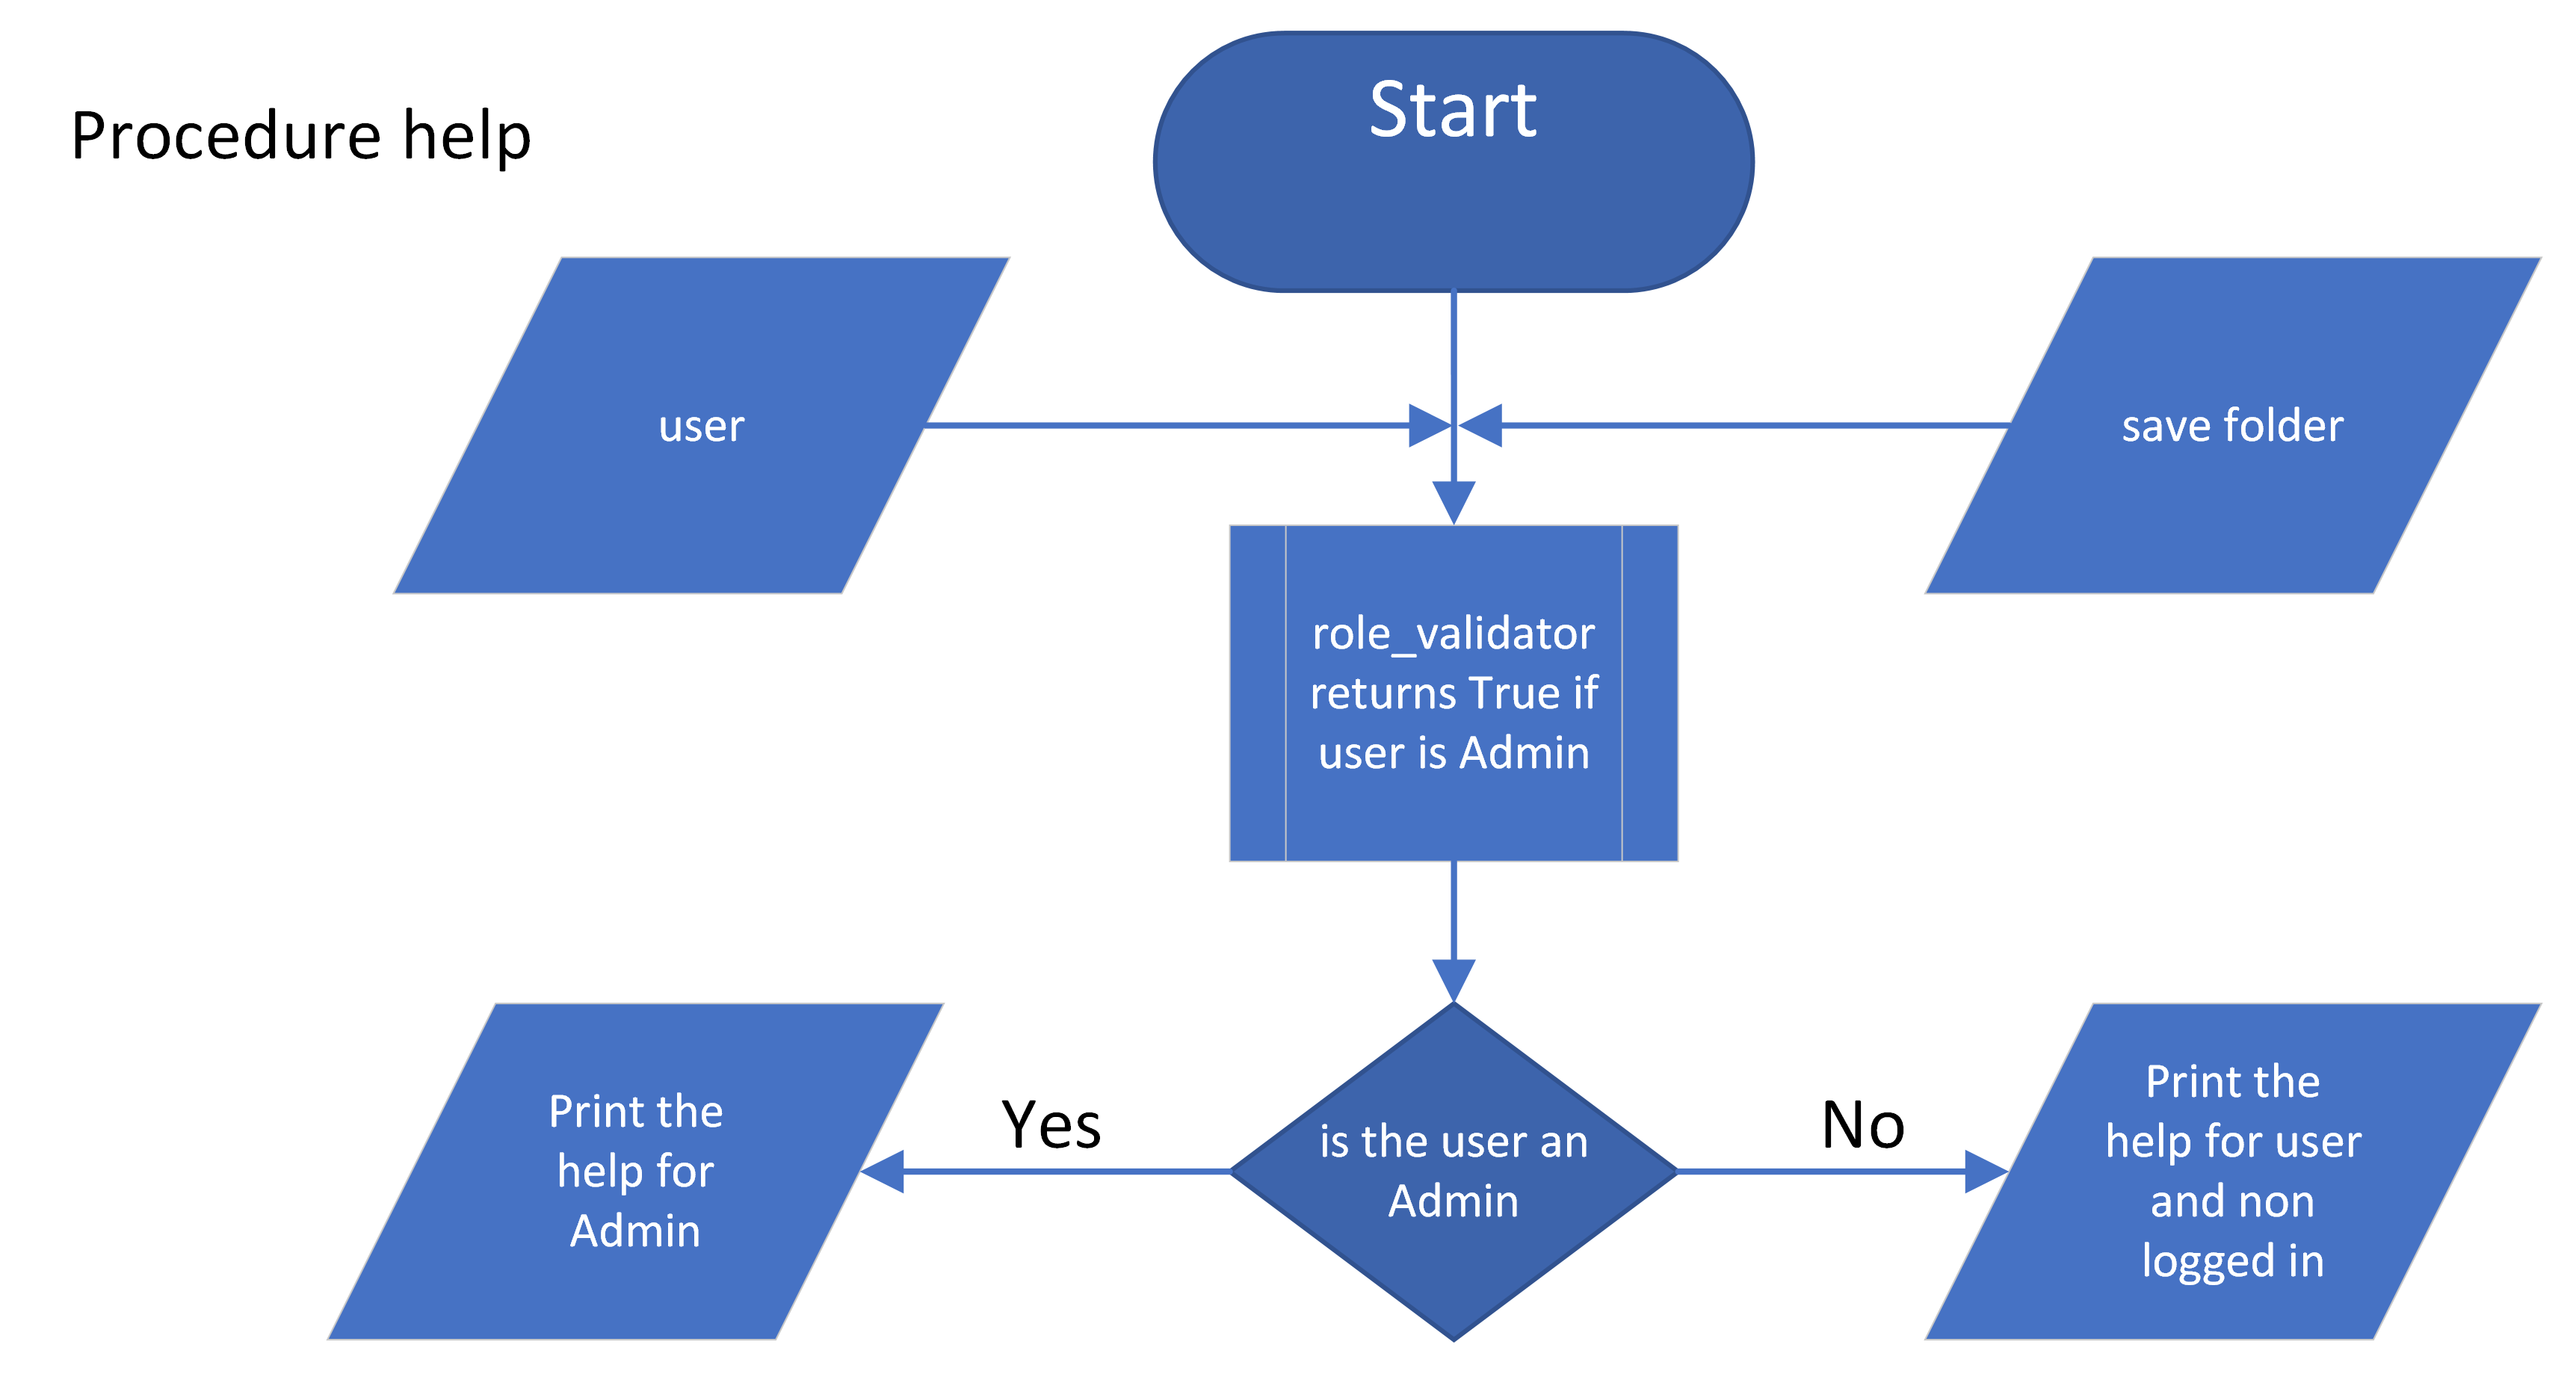 Procedure help
Start
user
save folder
role_validator
returns True if
user is Admin
Print the
help for
Admin
Yes
is the user an
Admin
No
Print the
help for user
and non
logged in